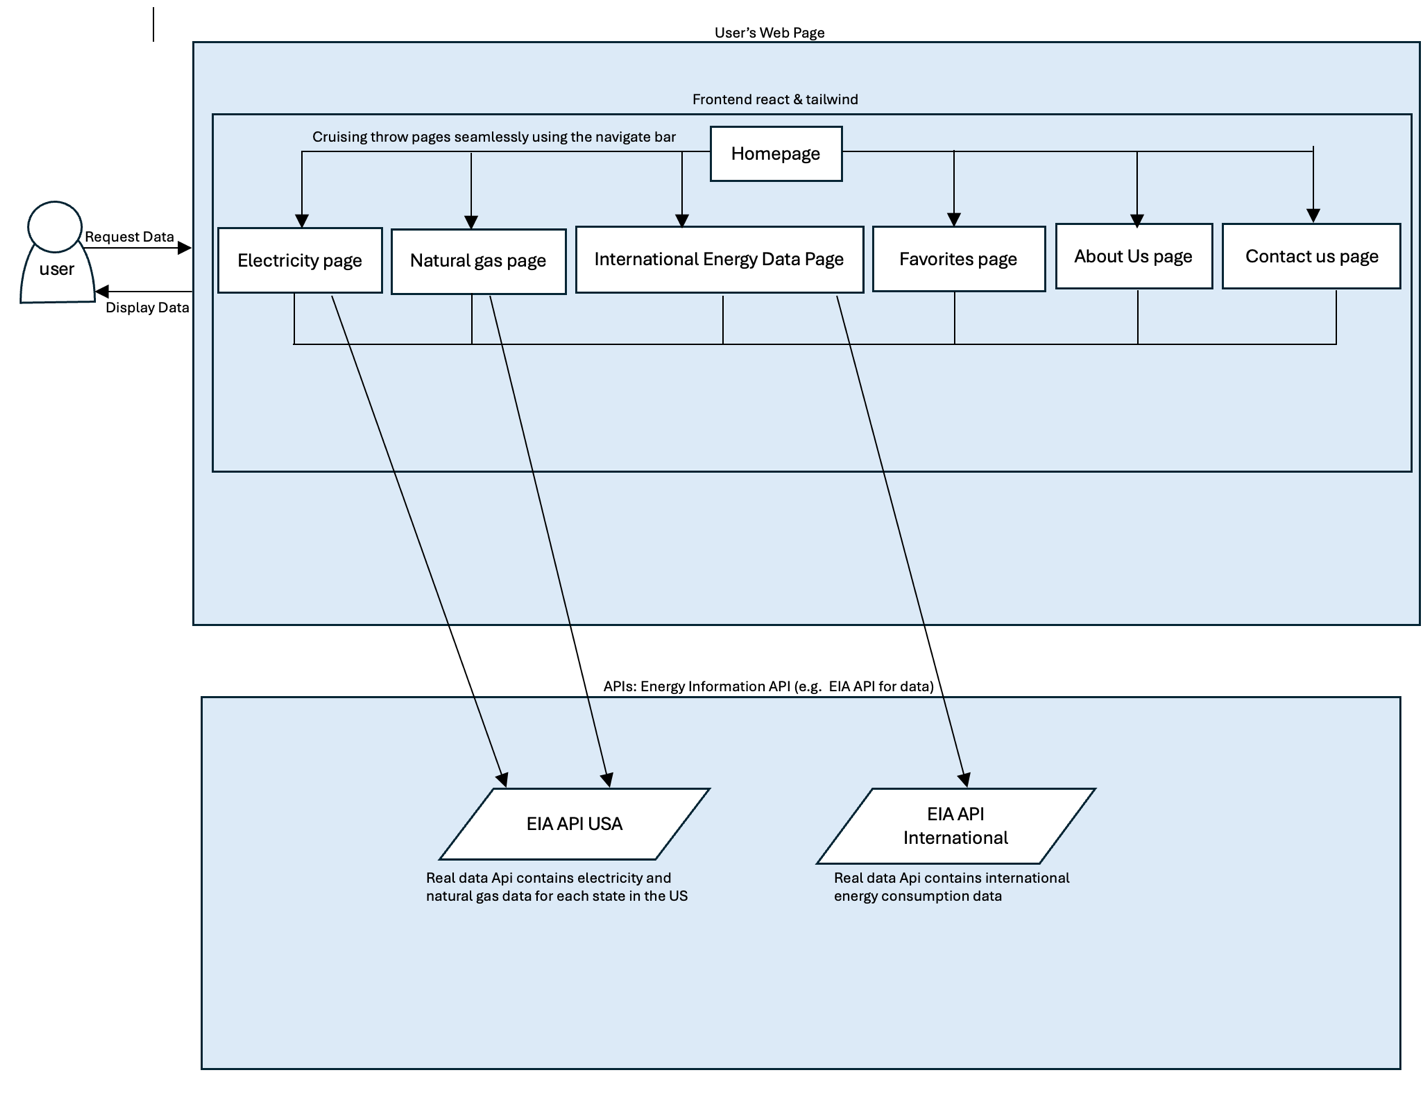 User's Web Page
Frontend react & tailwind
Cruising throw pages seamlessly using the navigate bar
Homepage
Request Data
user
Display Data
Electricity page
Natural gas page
International Energy Data Page
Favorites page
About Us page
Contact us page
APIs: Energy Information API (e.g.  EIA API for data)
EIA API USA
Real data Api contains electricity and
natural gas data for each state in the US
EIA API
International
Real data Api contains international
energy consumption data